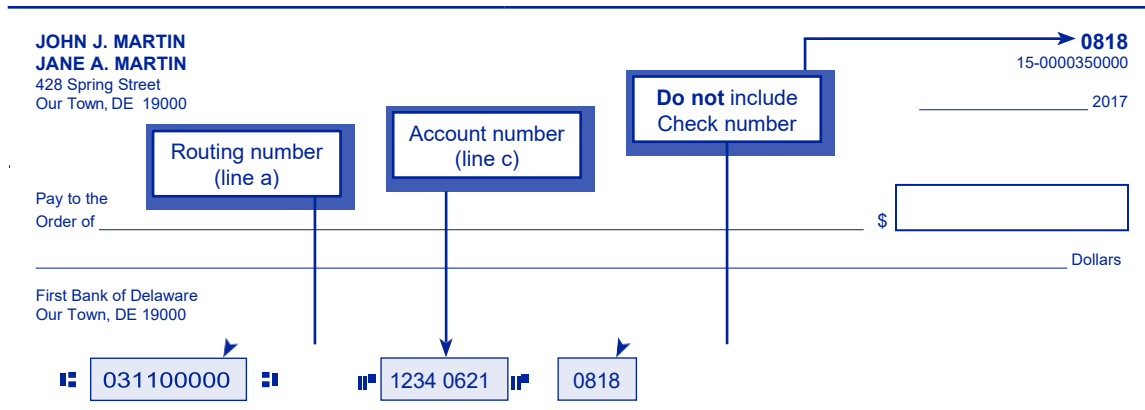 JOHN J. MARTIN
JANE A. MARTIN
428 Spring Street
Our Town, DE 19000
0818
15-0000350000
2017
Do not include
Check number
Account number
(line c)
Routing number
(line a)
Pay to the
Order of
$
Dollars
First Bank of Delaware
Our Town, DE 19000
⑆ 031100000 ⑆ ⑈ 1234 0621 ⑈ 0818